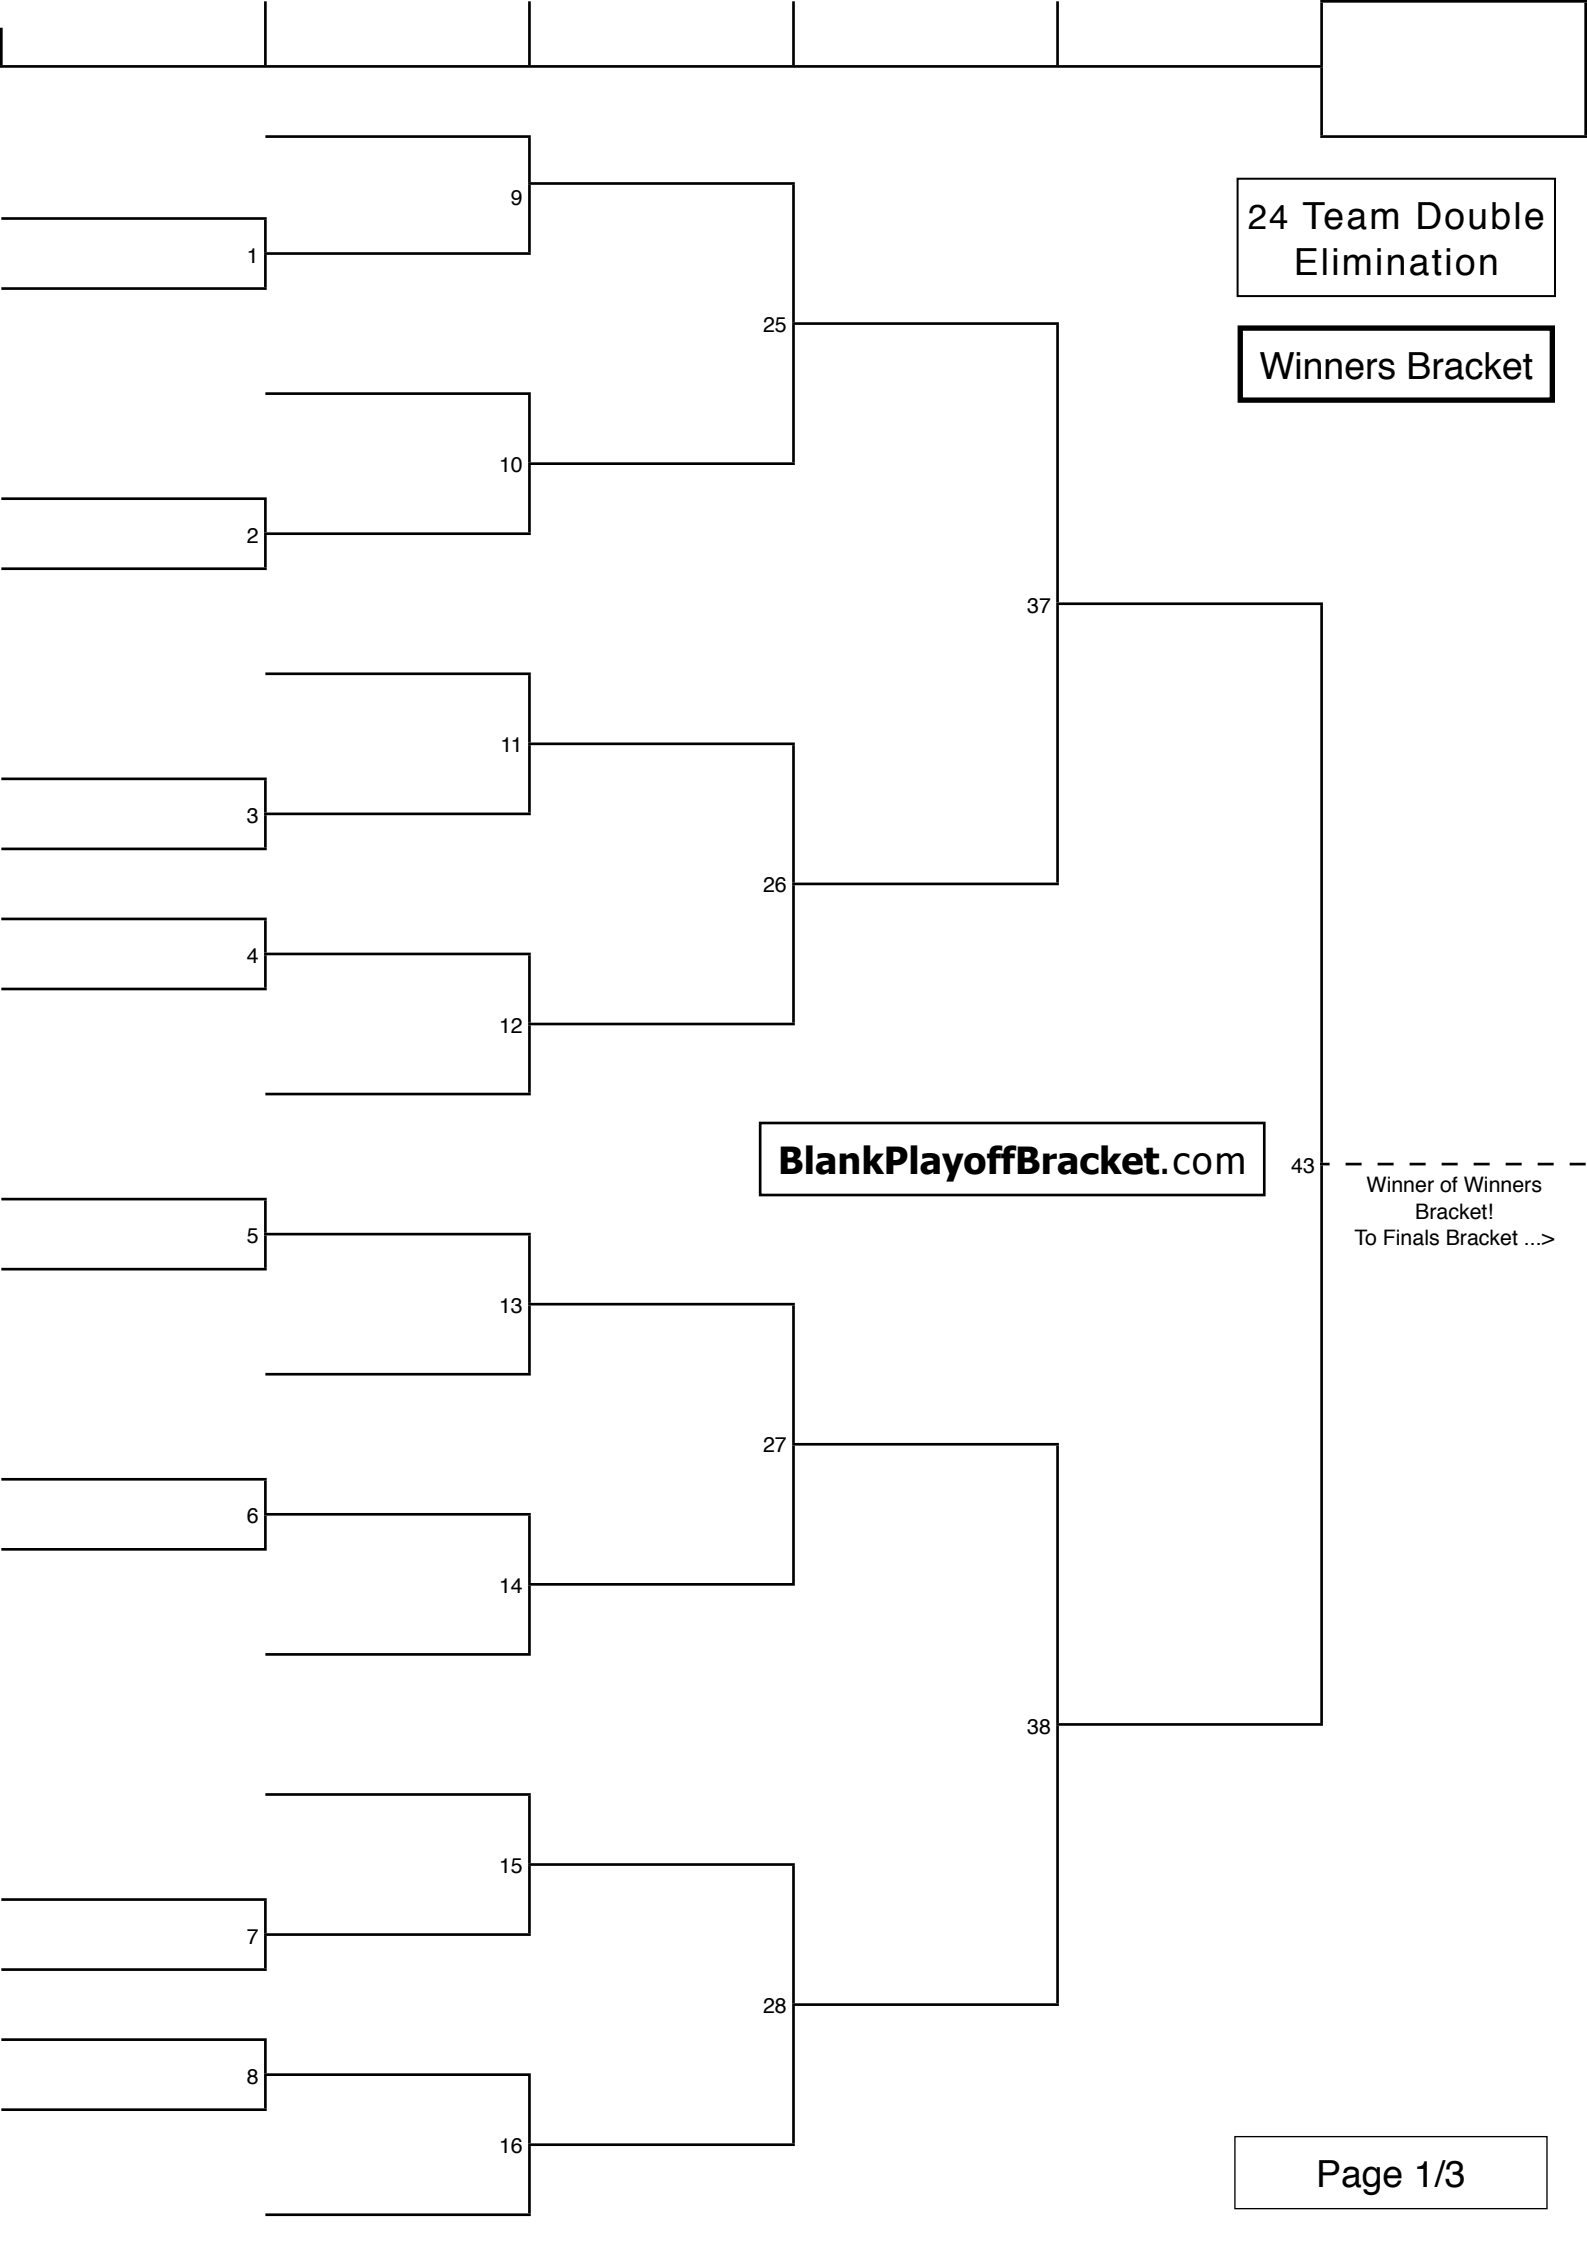 9
24 Team Double
Elimination
1
25
Winners Bracket
10
2
37
11
3
26
4
12
BlankPlayoffBracket.com
43
Winner of Winners
Bracket!
To Finals Bracket ...>
5
13
27
6
14
38
15
7
28
8
16
Page 1/3